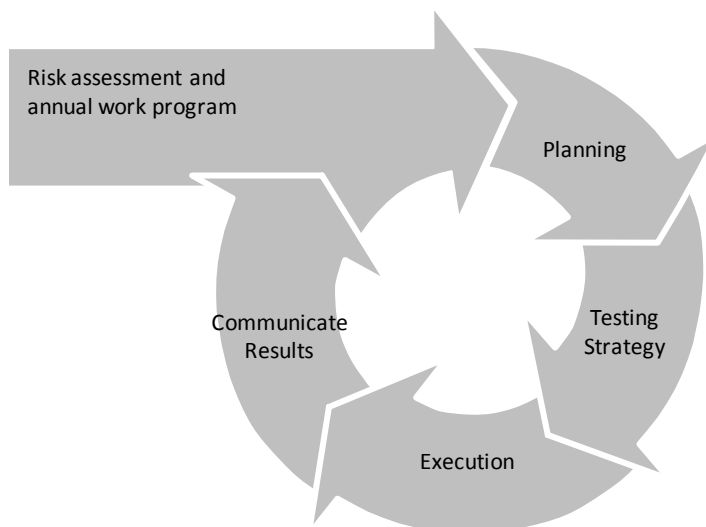 Risk assessment and
annual work program
Planning
Testing
Strategy
Execution
Communicate
Results